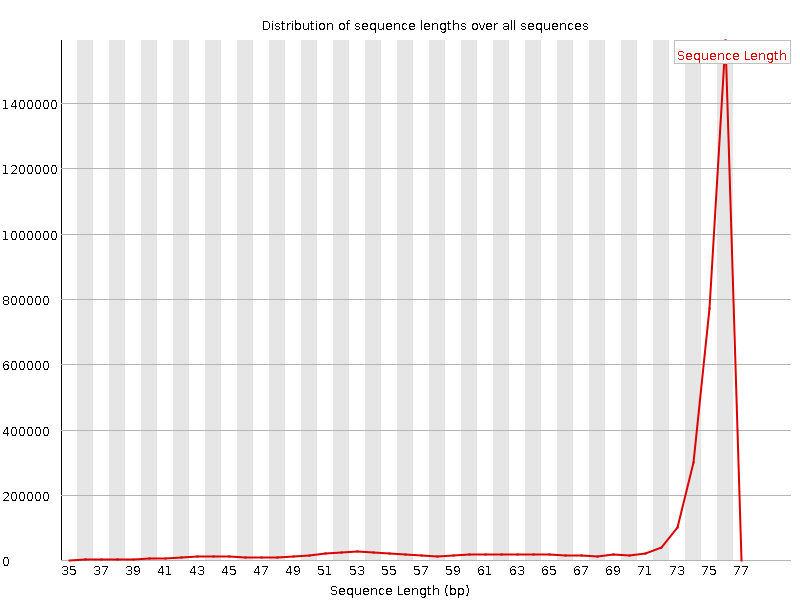 Distribution of sequence lengths over all sequences
Sequence Length
1400000
1200000
1000000
800000
600000
400000
200000
0
35 37 39 41 43 45 47 49 51 53 55 57 59 61 63 65 67 69 71 73 75 77
Sequence Length (bp)